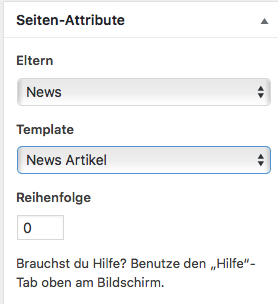 Seiten-Attribute
Eltern
News
Template
News Artikel
Reihenfolge
0
Brauchst du Hilfe? Benutze den „Hilfe“-
Tab oben am Bildschirm.